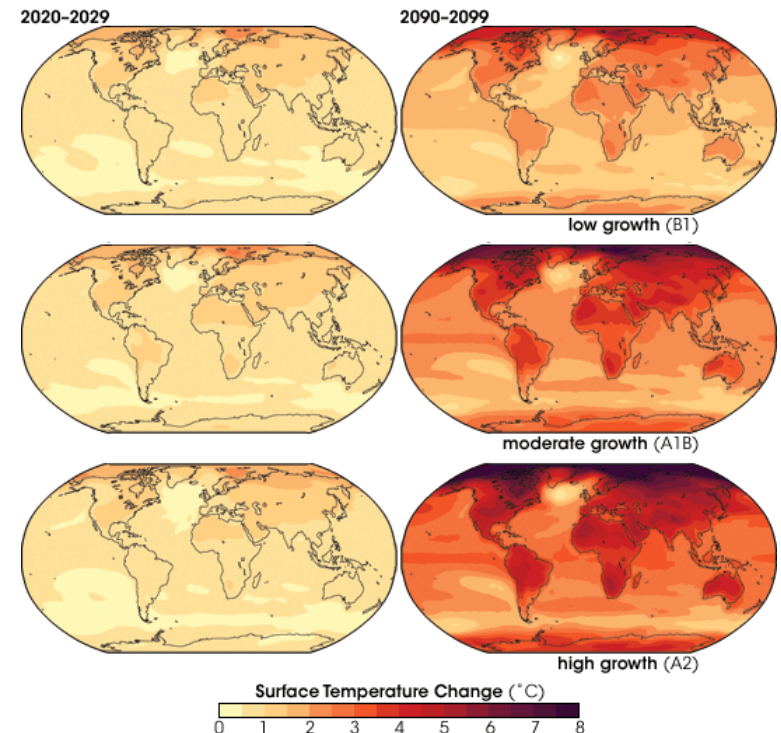 2020-2029
2090-2099
low growth (B1)
moderate growth (A1B)
high growth (A2)
Surface Temperature Change (°C)
0 1 2 3 4 5 6 7 8